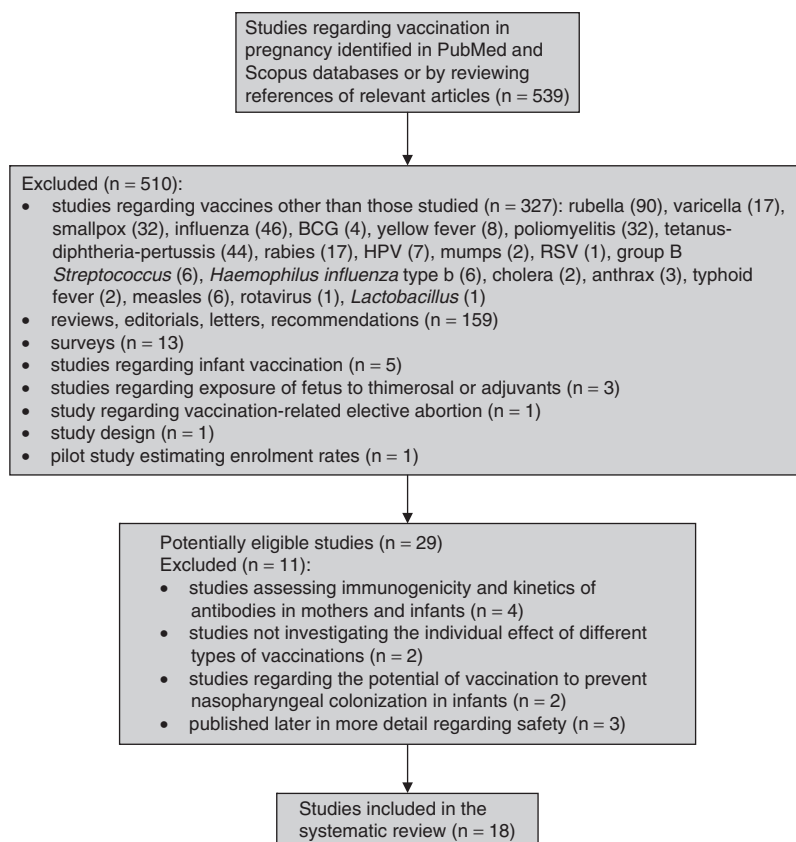 Studies regarding vaccination in
pregnancy identified in PubMed and
Scopus databases or by reviewing
references of relevant articles (n = 539)
Excluded (n = 510):
• studies regarding vaccines other than those studied (n = 327): rubella (90), varicella (17),
smallpox (32), influenza (46), BCG (4), yellow fever (8), poliomyelitis (32), tetanus-
diphtheria-pertussis (44), rabies (17), HPV (7), mumps (2), RSV (1), group B
Streptococcus (6), Haemophilus influenza type b (6), cholera (2), anthrax (3), typhoid
fever (2), measles (6), rotavirus (1), Lactobacillus (1)
• reviews, editorials, letters, recommendations (n = 159)
• surveys (n = 13)
• studies regarding infant vaccination (n = 5)
• studies regarding exposure of fetus to thimerosal or adjuvants (n = 3)
• study regarding vaccination-related elective abortion (n = 1)
• study design (n = 1)
• pilot study estimating enrolment rates (n = 1)
Potentially eligible studies (n = 29)
Excluded (n = 11):
• studies assessing immunogenicity and kinetics of
antibodies in mothers and infants (n = 4)
• studies not investigating the individual effect of different
types of vaccinations (n = 2)
• studies regarding the potential of vaccination to prevent
nasopharyngeal colonization in infants (n = 2)
• published later in more detail regarding safety (n = 3)
Studies included in the
systematic review (n = 18)